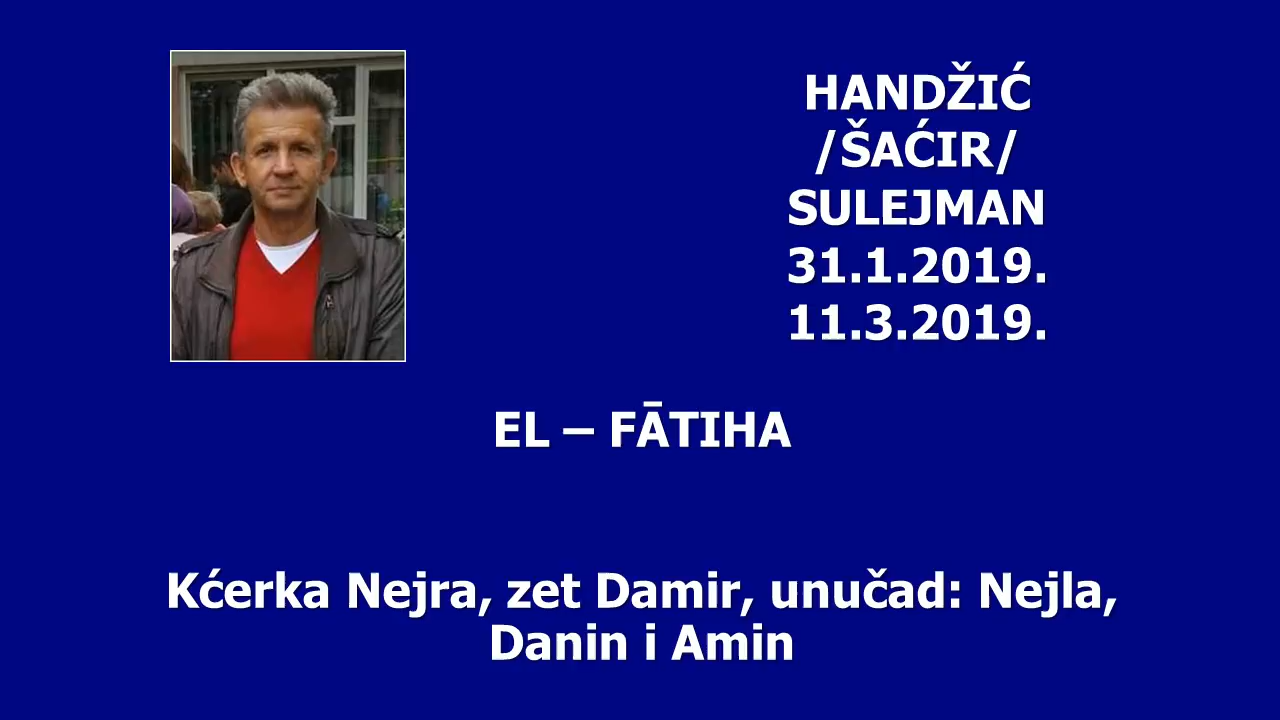 HANDŽIĆ
/ŠAĆIR/
SULEJMAN
31.1.2019.
11.3.2019.
EL – FĀTIHA
Kćerka Nejra, zet Damir, unučad: Nejla,
Danin i Amin